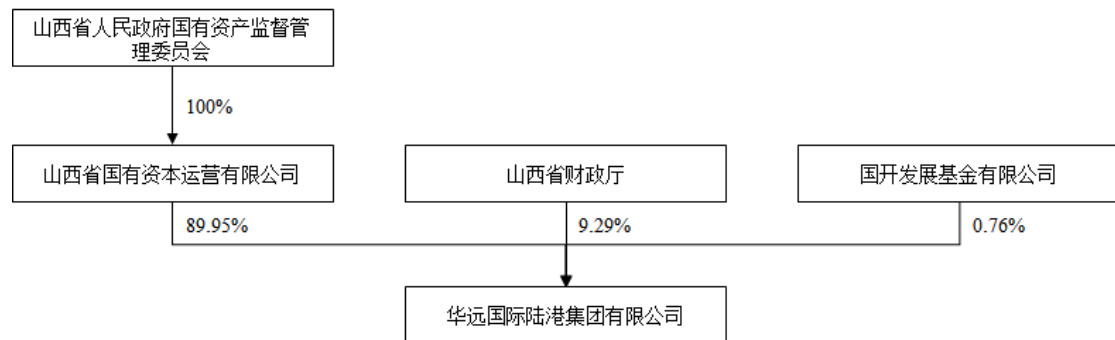 山西省人民政府国有资产监督管
理委员会
100%
山西省国有资本运营有限公司
山西省财政厅
国开发展基金有限公司
89.95%
9.29%
0.76%
华远国际陆港集团有限公司